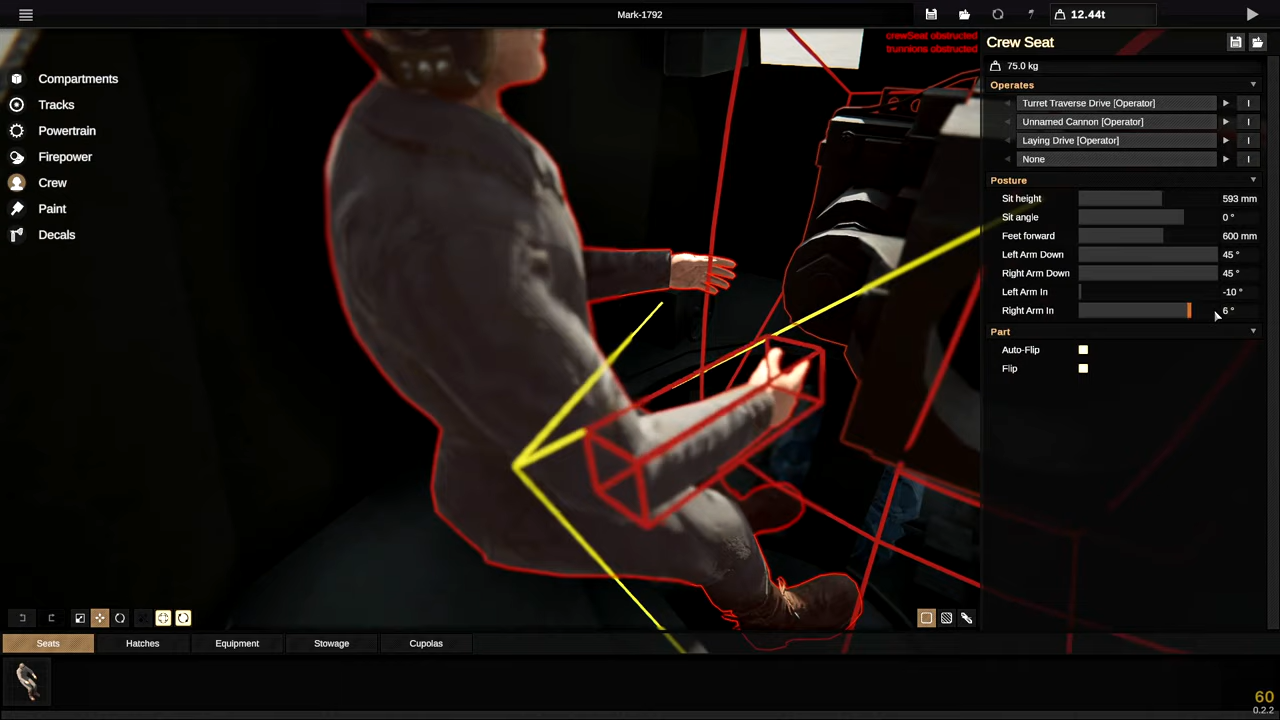 Mark-1792
12.44t
crewSeat obstructed
trunnions obstructed
Compartments
Tracks
Powertrain
Firepower
Crew
Paint
Decals
Crew Seat
75.0 kg
Operates
Turret Traverse Drive [Operator]
Unnamed Cannon [Operator]
Laying Drive [Operator]
None
Posture
Sit height 593 mm
Sit angle 0 °
Feet forward 600 mm
Left Arm Down 45 °
Right Arm Down 45 °
Left Arm In -10 °
Right Arm In 6 °
Part
Auto-Flip
Flip
Seats Hatches Equipment Stowage Cupolas
60
0.2.2